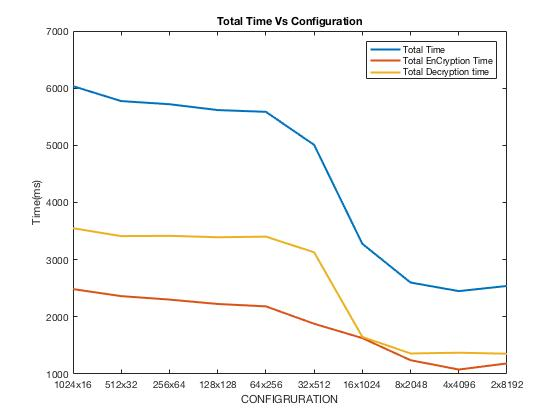 Total Time Vs Configuration
7000
6000
5000
4000
3000
2000
1000
Time(ms)
Total Time
Total EnCryption Time
Total Decryption time
1024x16 512x32 256x64 128x128 64x256 32x512 16x1024 8x2048 4x4096 2x8192
CONFIGRURATION